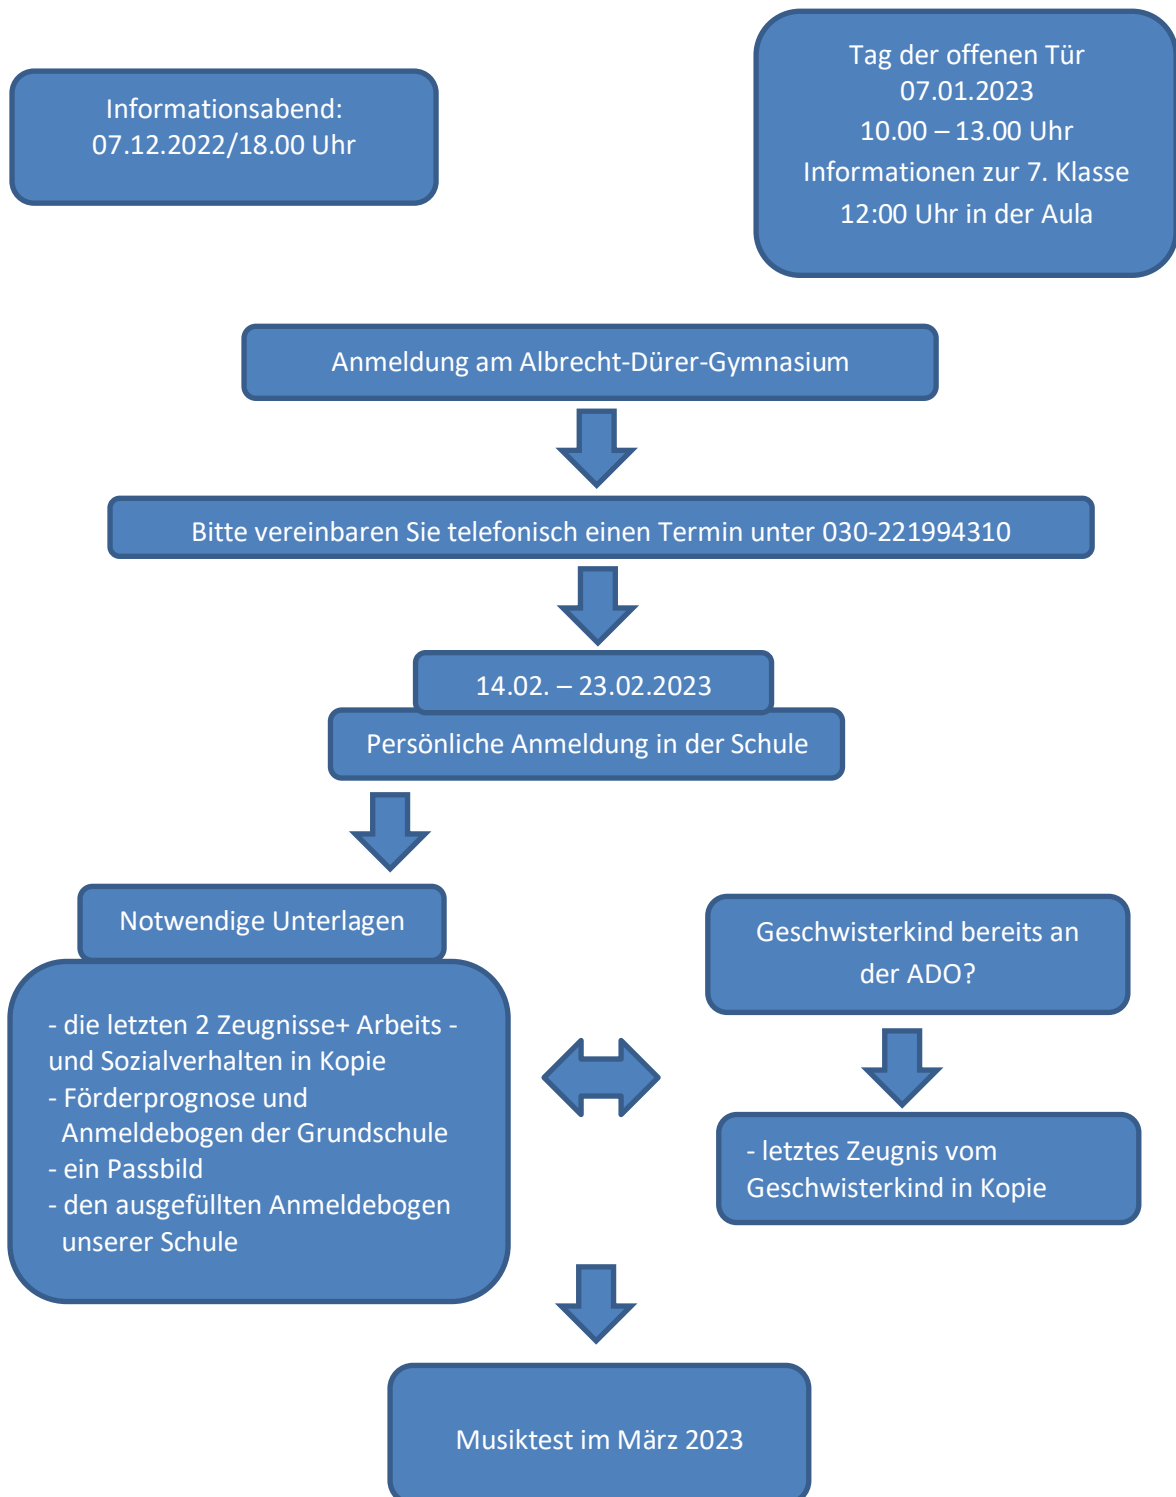 Informationsabend:
07.12.2022/18.00 Uhr
Tag der offenen Tür
07.01.2023
10.00 – 13.00 Uhr
Informationen zur 7. Klasse
12:00 Uhr in der Aula
Anmeldung am Albrecht-Dürer-Gymnasium
Bitte vereinbaren Sie telefonisch einen Termin unter 030-221994310
14.02. – 23.02.2023
Persönliche Anmeldung in der Schule
Notwendige Unterlagen
- die letzten 2 Zeugnisse+ Arbeits -
und Sozialverhalten in Kopie
- Förderprognose und
Anmeldebogen der Grundschule
- ein Passbild
- den ausgefüllten Anmeldebogen
unserer Schule
Geschwisterkind bereits an
der ADO?
- letztes Zeugnis vom
Geschwisterkind in Kopie
Musiktest im März 2023